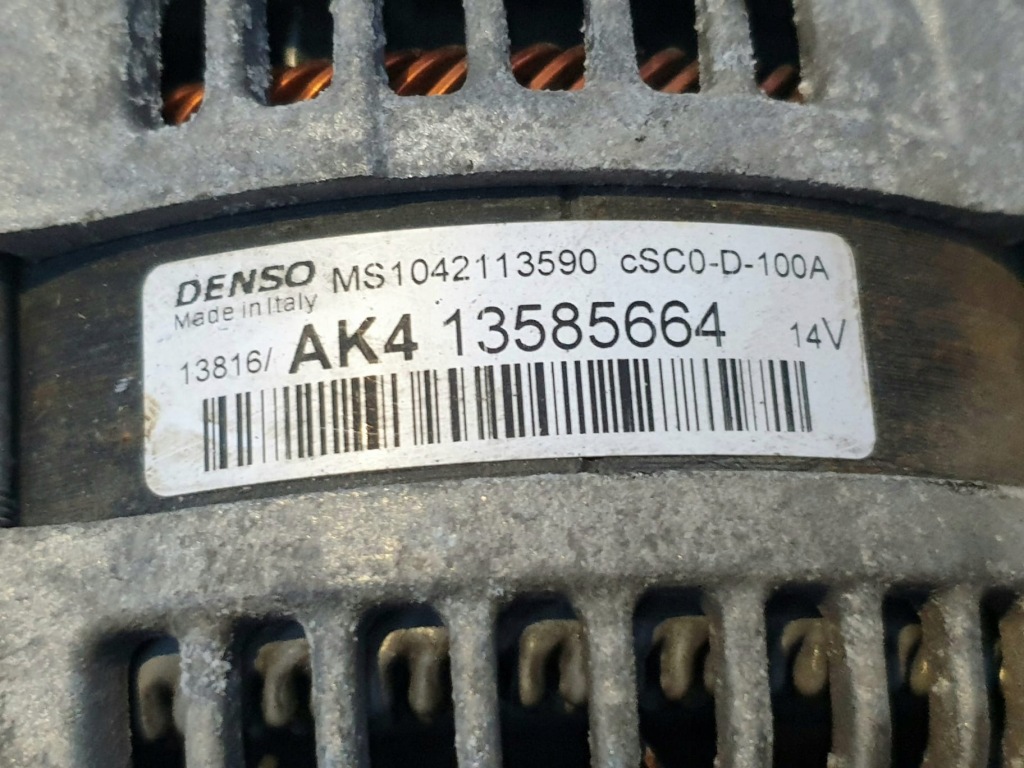 DENSO MS1042113590 cSC0-D-100A
Made in Italy
13816/ AK4 13585664 14V